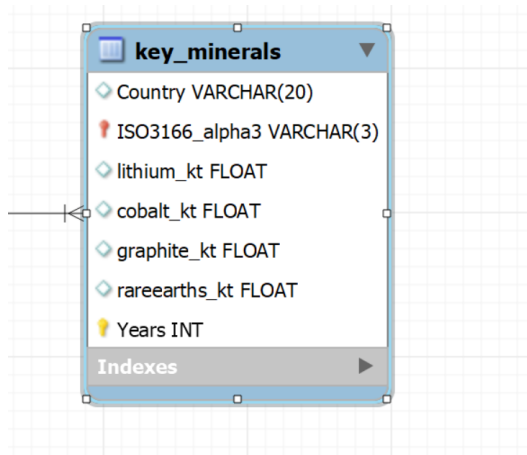 key_minerals
Country VARCHAR(20)
ISO3166_alpha3 VARCHAR(3)
lithium_kt FLOAT
cobalt_kt FLOAT
graphite_kt FLOAT
rareearths_kt FLOAT
Years INT
Indexes